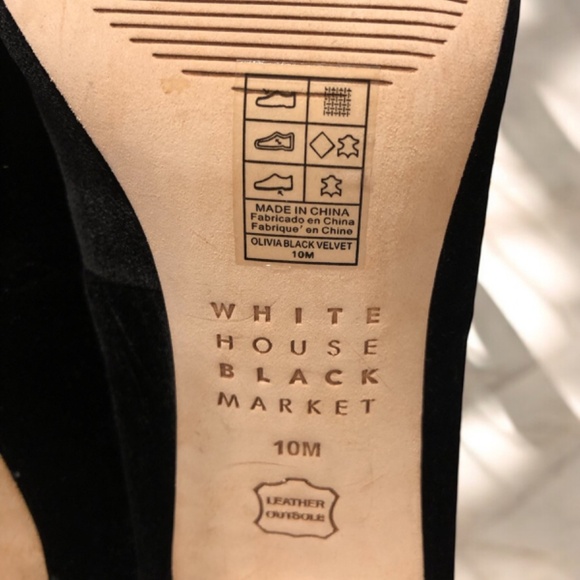 MADE IN CHINA
Fabricado en China
Fabrique' en Chine
OLIVIA BLACK VELVET
10M
WHITE
HOUSE
BLACK
MARKET
10M
LEATHER
OUTSOLE